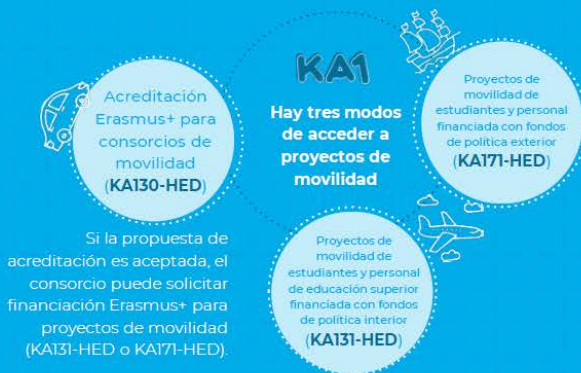 KA1
Hay tres modos
de acceder a
proyectos de
movilidad
Acreditación
Erasmus+ para
consorcios de
movilidad
(KA130-HED)
Si la propuesta de
acreditación es aceptada, el
consorcio puede solicitar
financiación Erasmus+ para
proyectos de movilidad
(KA131-HED o KA171-HED).
Proyectos de
movilidad de
estudiantes y personal
financiada con fondos
de política exterior
(KA171-HED)
Proyectos de
movilidad de
estudiantes y personal
de educación superior
financiada con fondos
de política interior
(KA131-HED)